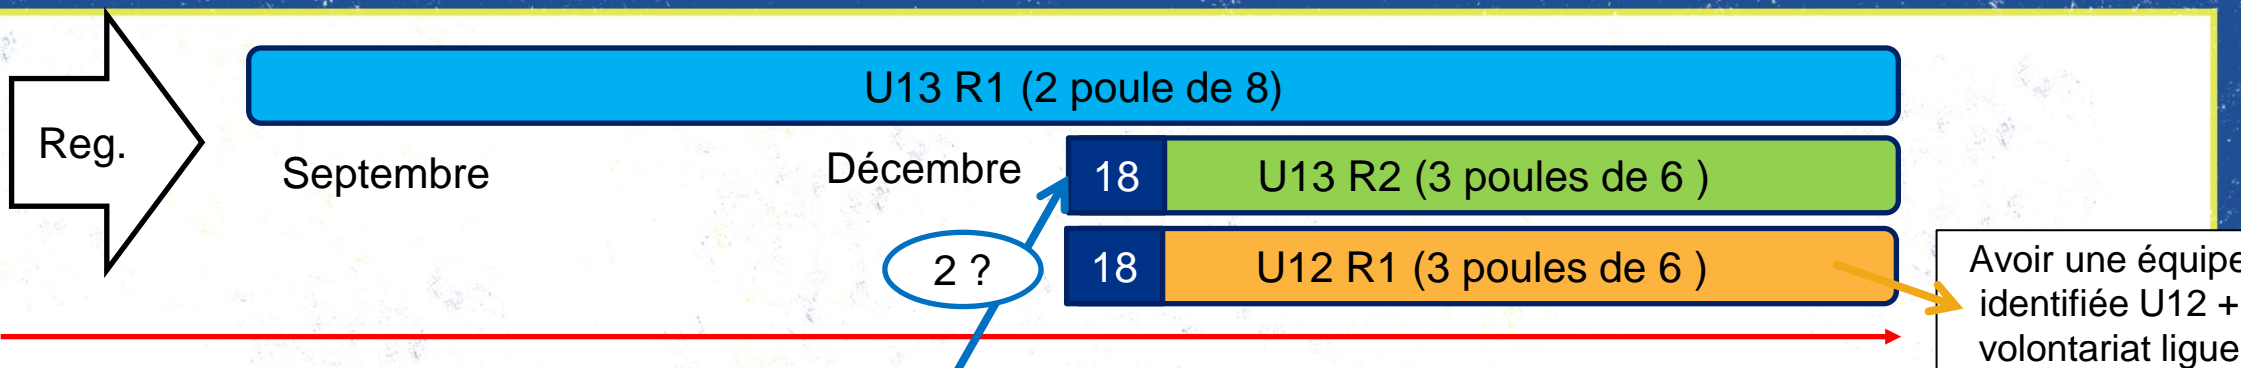 U13 R1 (2 poule de 8)
Reg.
Septembre
Décembre
18
U13 R2 (3 poules de 6 )
2 ?
18
U12 R1 (3 poules de 6 )
Avoir une équipe
identifiée U12 +
volontariat ligue